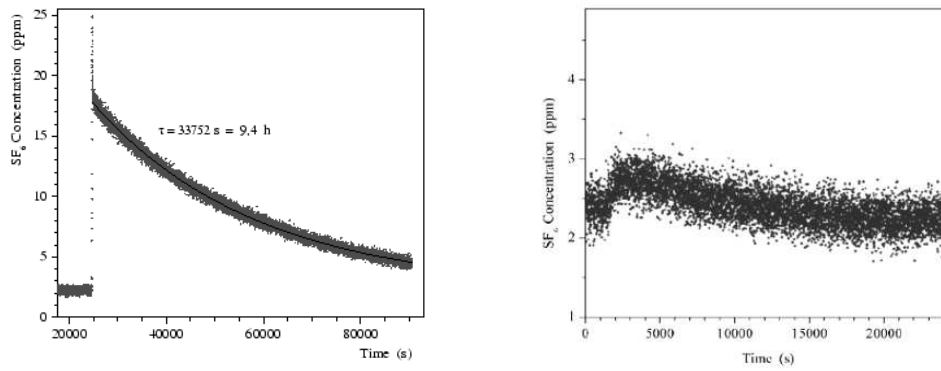 25
20
15
10
5
0
SF6 Concentration (ppm)
τ = 33752 s = 9,4 h
20000 40000 60000 80000
Time (s)
4
3
2
1
SF6 Concentration (ppm)
0 5000 10000 15000 20000
Time (s)